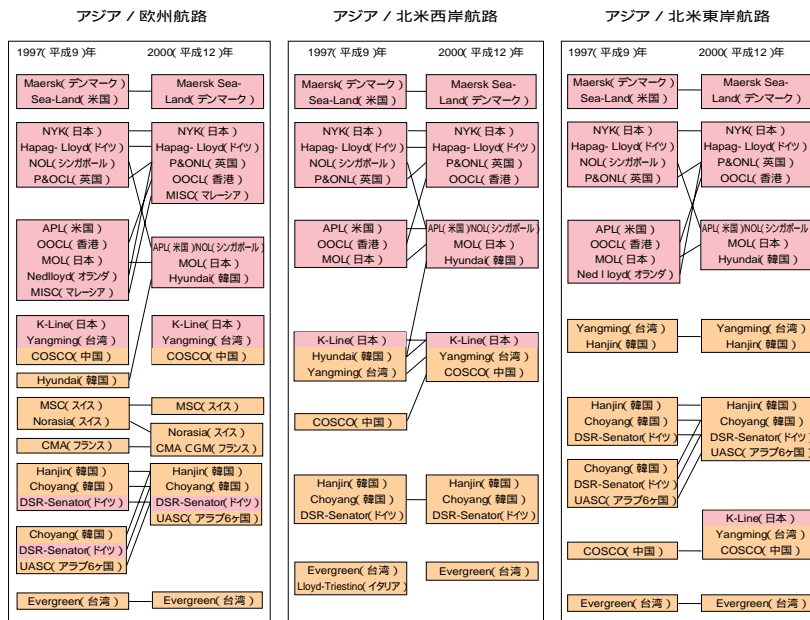 アジア / 欧州航路
1997( 平成9 )年
2000( 平成12 )年
Maersk( デンマーク )
Sea-Land( 米国 )
Maersk Sea-
Land( デンマーク )
NYK( 日本 )
Hapag- Lloyd( ドイツ )
NOL( シンガポール )
P&OCL( 英国 )
NYK( 日本 )
Hapag- Lloyd( ドイツ )
P&ONL( 英国 )
OOCL( 香港 )
MISC( マレーシア )
APL( 米国 )
OOCL( 香港 )
MOL( 日本 )
Nedlloyd( オランダ )
MISC( マレーシア )
APL( 米国 )NOL( シンガポール )
MOL( 日本 )
Hyundai( 韓国 )
K-Line( 日本 )
Yangming( 台湾 )
COSCO( 中国 )
K-Line( 日本 )
Yangming( 台湾 )
COSCO( 中国 )
Hyundai( 韓国 )
MSC( スイス )
Norasia( スイス )
MSC( スイス )
CMA( フランス )
Norasia( スイス )
CMA CGM( フランス )
Hanjin( 韓国 )
Choyang( 韓国 )
DSR-Senator( ドイツ )
Hanjin( 韓国 )
Choyang( 韓国 )
DSR-Senator( ドイツ )
UASC( アラブ6ヶ国 )
Choyang( 韓国 )
DSR-Senator( ドイツ )
UASC( アラブ6ヶ国 )
Evergreen( 台湾 )
Evergreen( 台湾 )
アジア / 北米西岸航路
1997( 平成9 )年
2000( 平成12 )年
Maersk( デンマーク )
Sea-Land( 米国 )
Maersk Sea-
Land( デンマーク )
NYK( 日本 )
Hapag- Lloyd( ドイツ )
NOL( シンガポール )
P&ONL( 英国 )
NYK( 日本 )
Hapag- Lloyd( ドイツ )
P&ONL( 英国 )
OOCL( 香港 )
APL( 米国 )
OOCL( 香港 )
MOL( 日本 )
APL( 米国 )NOL( シンガポール )
MOL( 日本 )
Hyundai( 韓国 )
K-Line( 日本 )
Hyundai( 韓国 )
Yangming( 台湾 )
K-Line( 日本 )
Yangming( 台湾 )
COSCO( 中国 )
COSCO( 中国 )
Hanjin( 韓国 )
Choyang( 韓国 )
DSR-Senator( ドイツ )
Hanjin( 韓国 )
Choyang( 韓国 )
DSR-Senator( ドイツ )
Evergreen( 台湾 )
Lloyd-Triestino( イタリア )
Evergreen( 台湾 )
アジア / 北米東岸航路
1997( 平成9 )年
2000( 平成12 )年
Maersk( デンマーク )
Sea-Land( 米国 )
Maersk Sea-
Land( デンマーク )
NYK( 日本 )
Hapag- Lloyd( ドイツ )
NOL( シンガポール )
P&ONL( 英国 )
NYK( 日本 )
Hapag- Lloyd( ドイツ )
P&ONL( 英国 )
OOCL( 香港 )
APL( 米国 )
OOCL( 香港 )
MOL( 日本 )
Ned l loyd( オランダ )
APL( 米国 )NOL( シンガポール )
MOL( 日本 )
Hyundai( 韓国 )
Yangming( 台湾 )
Hanjin( 韓国 )
Yangming( 台湾 )
Hanjin( 韓国 )
Hanjin( 韓国 )
Choyang( 韓国 )
DSR-Senator( ドイツ )
Hanjin( 韓国 )
Choyang( 韓国 )
DSR-Senator( ドイツ )
UASC( アラブ6ヶ国 )
Choyang( 韓国 )
DSR-Senator( ドイツ )
UASC( アラブ6ヶ国 )
COSCO( 中国 )
K-Line( 日本 )
Yangming( 台湾 )
COSCO( 中国 )
Evergreen( 台湾 )
Evergreen( 台湾 )